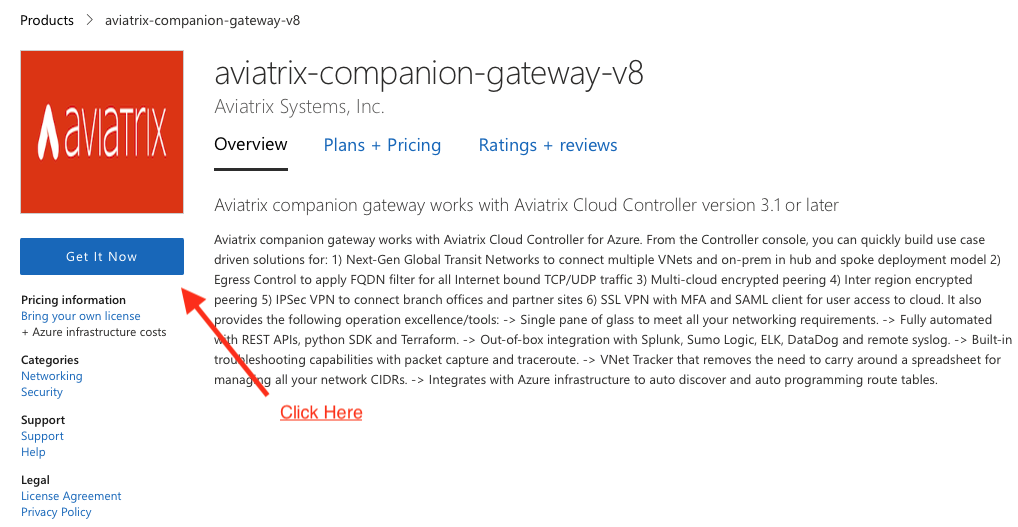 Products > aviatrix-companion-gateway-v8
aviatrix
aviatrix-companion-gateway-v8
Aviatrix Systems, Inc.
Overview Plans + Pricing Ratings + reviews
Aviatrix companion gateway works with Aviatrix Cloud Controller version 3.1 or later
Aviatrix companion gateway works with Aviatrix Cloud Controller for Azure. From the Controller console, you can quickly build use case
driven solutions for: 1) Next-Gen Global Transit Networks to connect multiple VNets and on-prem in hub and spoke deployment model 2)
Egress Control to apply FQDN filter for all Internet bound TCP/UDP traffic 3) Multi-cloud encrypted peering 4) Inter region encrypted
peering 5) IPSec VPN to connect branch offices and partner sites 6) SSL VPN with MFA and SAML client for user access to cloud. It also
provides the following operation excellence/tools: -> Single pane of glass to meet all your networking requirements. -> Fully automated
with REST APIs, python SDK and Terraform. -> Out-of-box integration with Splunk, Sumo Logic, ELK, DataDog and remote syslog. -> Built-in
troubleshooting capabilities with packet capture and traceroute. -> VNet Tracker that removes the need to carry around a spreadsheet for
managing all your network CIDRs. -> Integrates with Azure infrastructure to auto discover and auto programming route tables.
Get It Now
Pricing information
Bring your own license
+ Azure infrastructure costs
Categories
Networking
Security
Support
Support
Help
Legal
License Agreement
Privacy Policy
Click Here